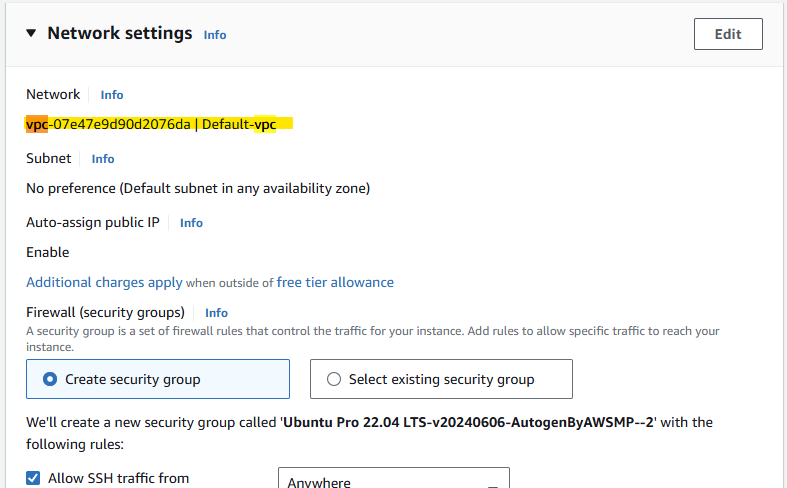 Network settings Info
Edit
Network Info
vpc-07e47e9d90d2076da | Default-vpc
Subnet Info
No preference (Default subnet in any availability zone)
Auto-assign public IP Info
Enable
Additional charges apply when outside of free tier allowance
Firewall (security groups) Info
A security group is a set of firewall rules that control the traffic for your instance. Add rules to allow specific traffic to reach your
instance.
Create security group
Select existing security group
We'll create a new security group called 'Ubuntu Pro 22.04 LTS-v20240606-AutogenByAWSMP--2' with the
following rules:
Allow SSH traffic from
Anywhere